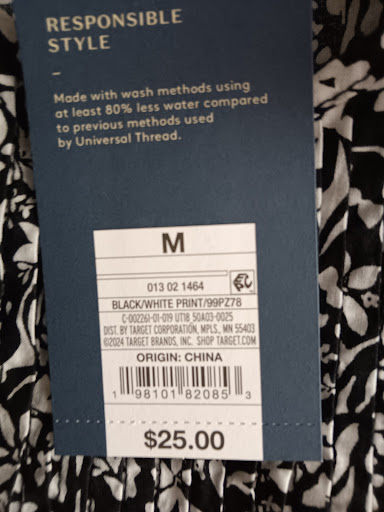 RESPONSIBLE
STYLE
–
Made with wash methods using
at least 80% less water compared
to previous methods used
by Universal Thread.
M
013 02 1464
BLACK/WHITE PRINT/99PZ78
C-002261-01-019 UT18 50A03-0025
DIST. BY TARGET CORPORATION, MPLS., MN 55403
©2024 TARGET BRANDS, INC. SHOP TARGET.COM
ORIGIN: CHINA
1 98101 82085 3
$25.00